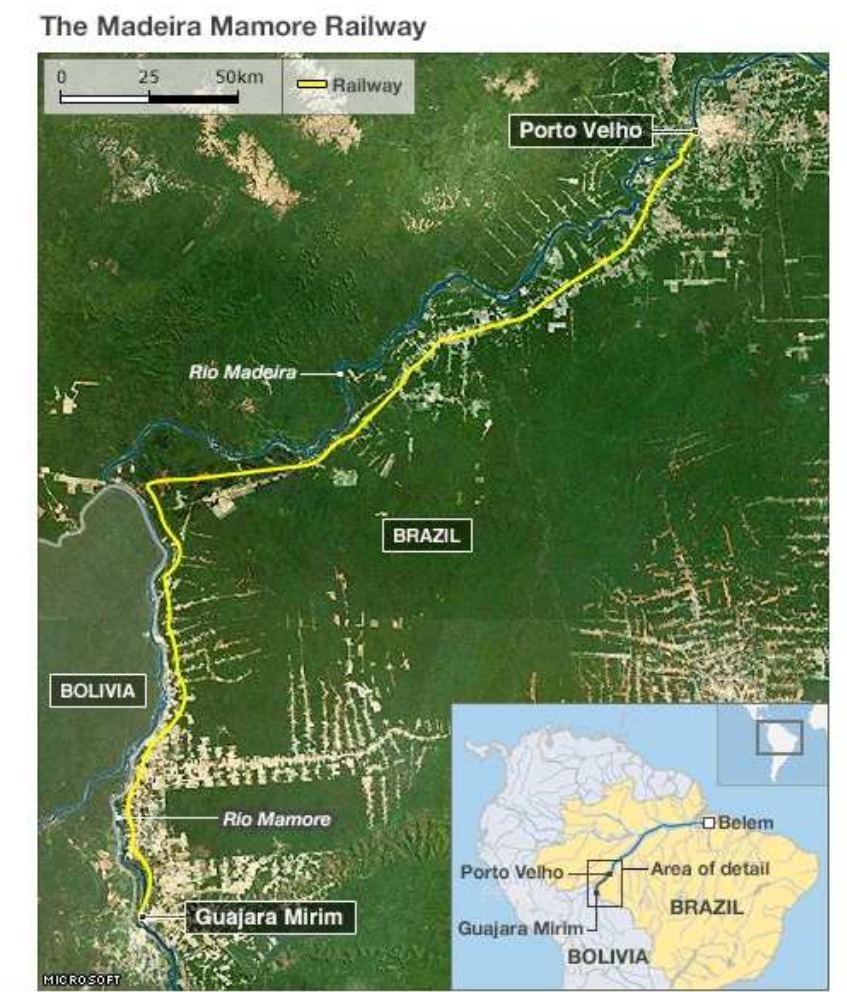 The Madeira Mamore Railway
0 25 50km
Railway
Porto Velho
Rio Madeira
BRAZIL
BOLIVIA
Rio Mamore
Guajara Mirim
Belem
Porto Velho
Area of detail
BRAZIL
Guajara Mirim
BOLIVIA
MICROSOFT